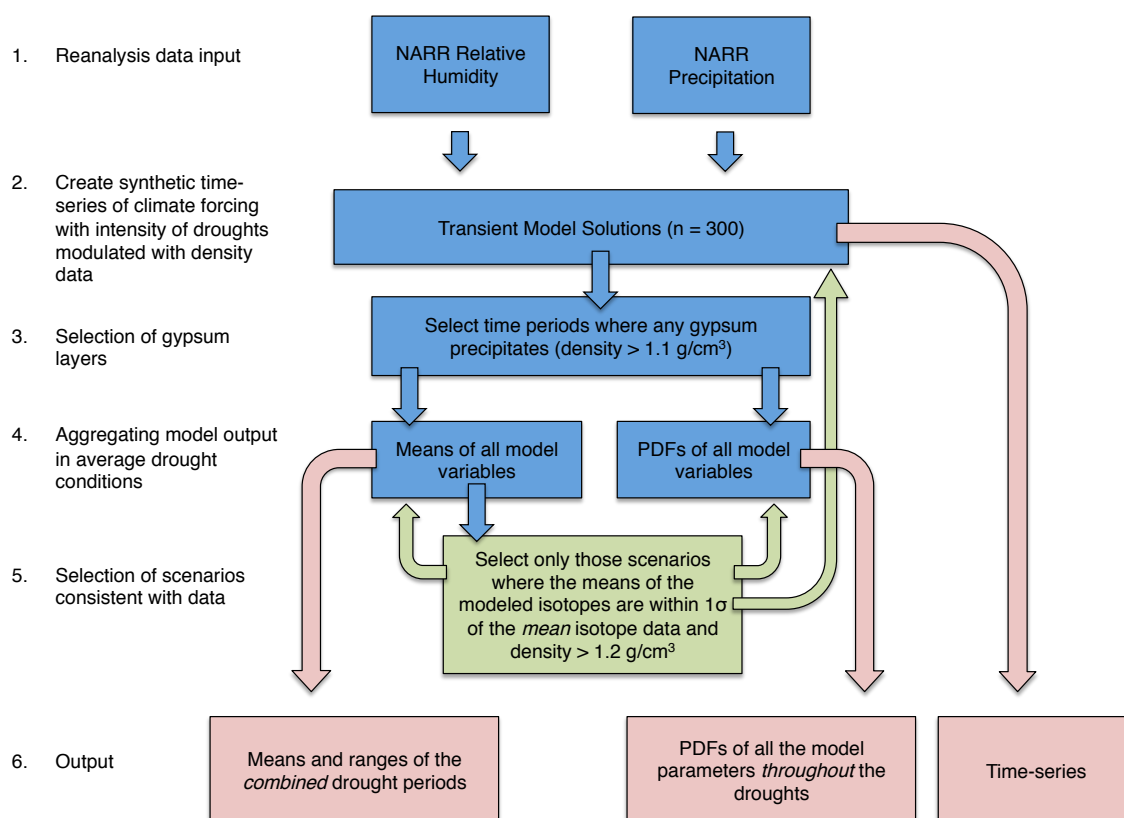 1. Reanalysis data input
NARR Relative
Humidity
NARR
Precipitation
2. Create synthetic time-
series of climate forcing
with intensity of droughts
modulated with density
data
Transient Model Solutions (n = 300)
3. Selection of gypsum
layers
Select time periods where any gypsum
precipitates (density > 1.1 g/cm³)
4. Aggregating model output
in average drought
conditions
Means of all model
variables
PDFs of all model
variables
5. Selection of scenarios
consistent with data
Select only those scenarios
where the means of the
modeled isotopes are within 1σ
of the mean isotope data and
density > 1.2 g/cm³
6. Output
Means and ranges of the
combined drought periods
PDFs of all the model
parameters throughout the
droughts
Time-series